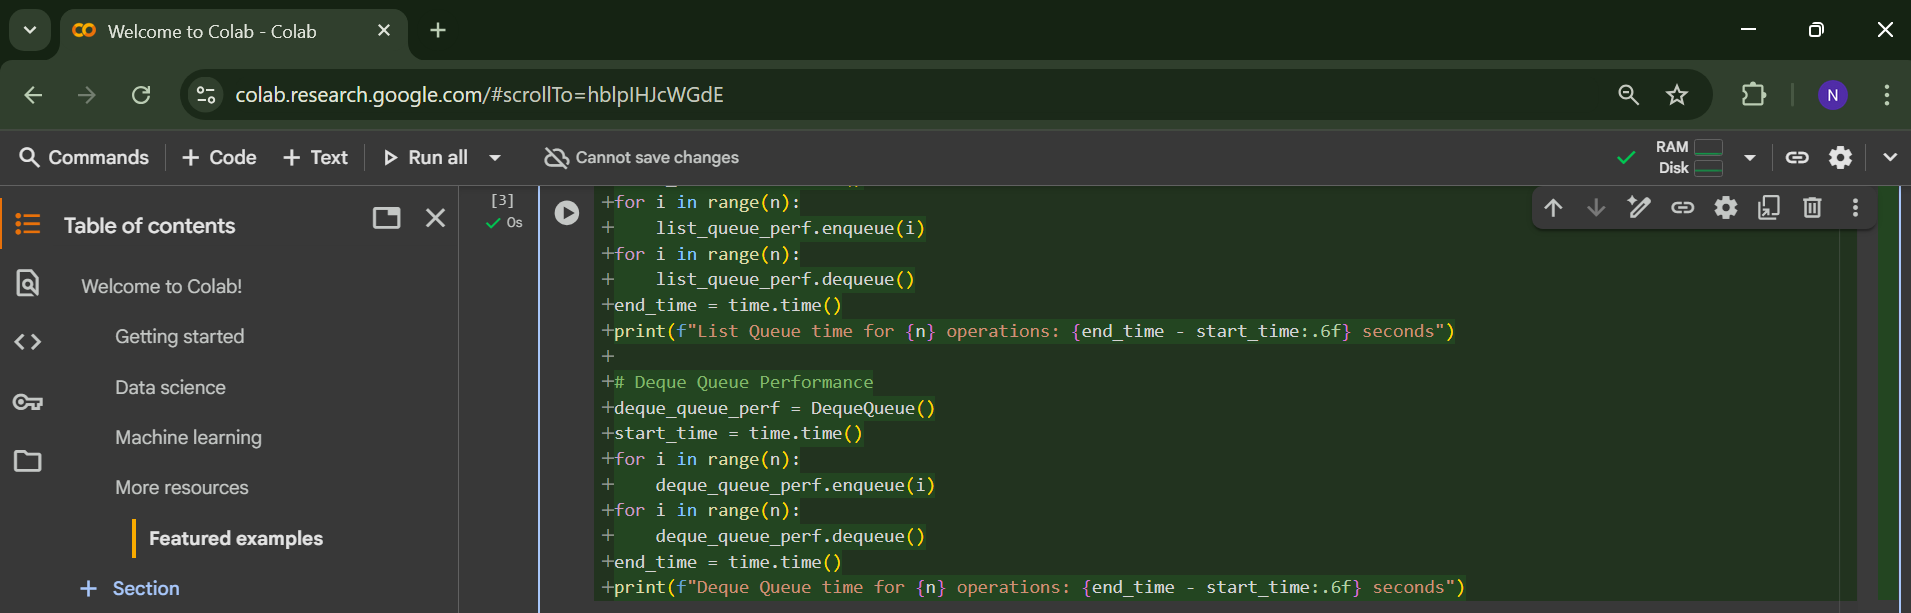 Welcome to Colab - Colab
colab.research.google.com/#scrollTo=hblpIHJcWGdE
N
Commands
+ Code
+ Text
Run all
Cannot save changes
RAM
Disk
Table of contents
Welcome to Colab!
Getting started
Data science
Machine learning
More resources
Featured examples
+ Section
[3]
0s
+for i in range(n):
+    list_queue_perf.enqueue(i)
+for i in range(n):
+    list_queue_perf.dequeue()
+end_time = time.time()
+print(f"List Queue time for {n} operations: {end_time - start_time:.6f} seconds")
+
+# Deque Queue Performance
+deque_queue_perf = DequeQueue()
+start_time = time.time()
+for i in range(n):
+    deque_queue_perf.enqueue(i)
+for i in range(n):
+    deque_queue_perf.dequeue()
+end_time = time.time()
+print(f"Deque Queue time for {n} operations: {end_time - start_time:.6f} seconds")